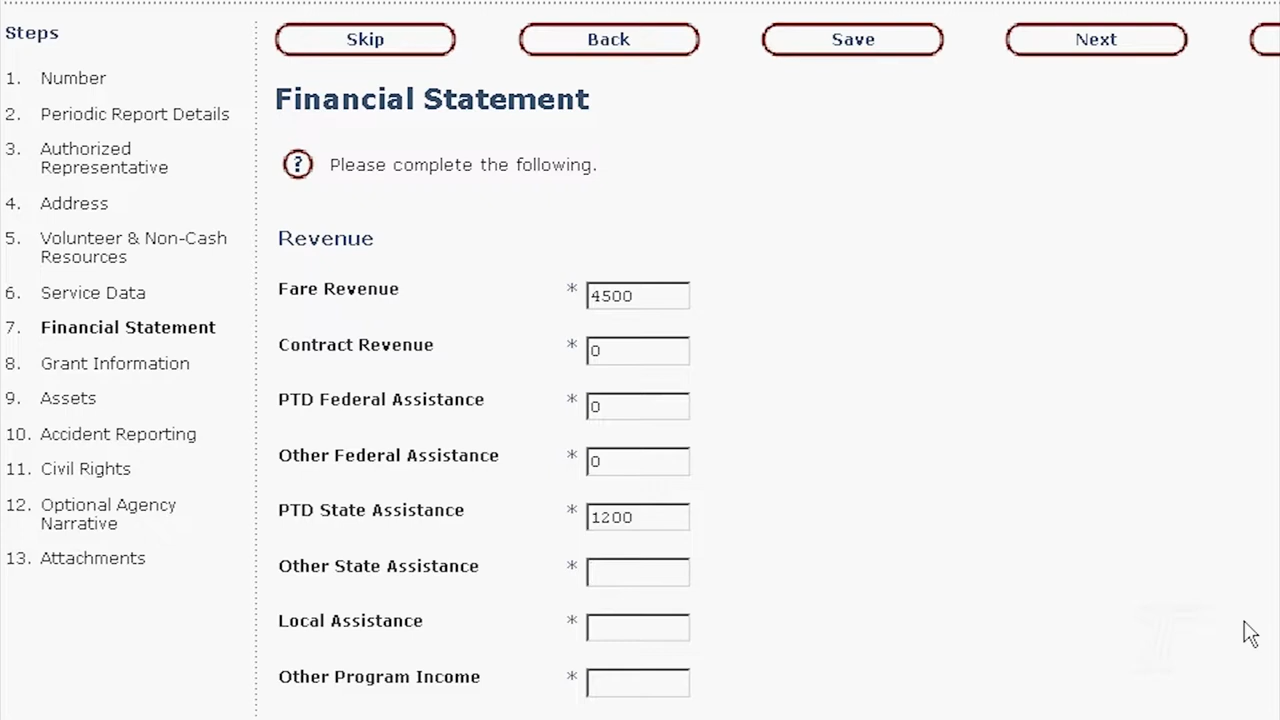 Steps
1. Number
2. Periodic Report Details
3. Authorized
Representative
4. Address
5. Volunteer & Non-Cash
Resources
6. Service Data
7. Financial Statement
8. Grant Information
9. Assets
10. Accident Reporting
11. Civil Rights
12. Optional Agency
Narrative
13. Attachments
Skip Back Save Next
Financial Statement
? Please complete the following.
Revenue
Fare Revenue * 4500
Contract Revenue * 0
PTD Federal Assistance * 0
Other Federal Assistance * 0
PTD State Assistance * 1200
Other State Assistance *
Local Assistance *
Other Program Income *